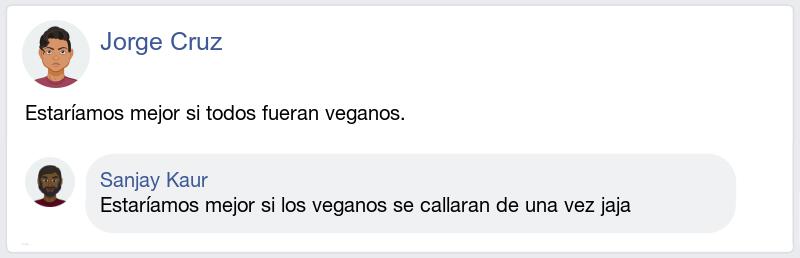 Jorge Cruz
Estaríamos mejor si todos fueran veganos.
Sanjay Kaur
Estaríamos mejor si los veganos se callaran de una vez jaja